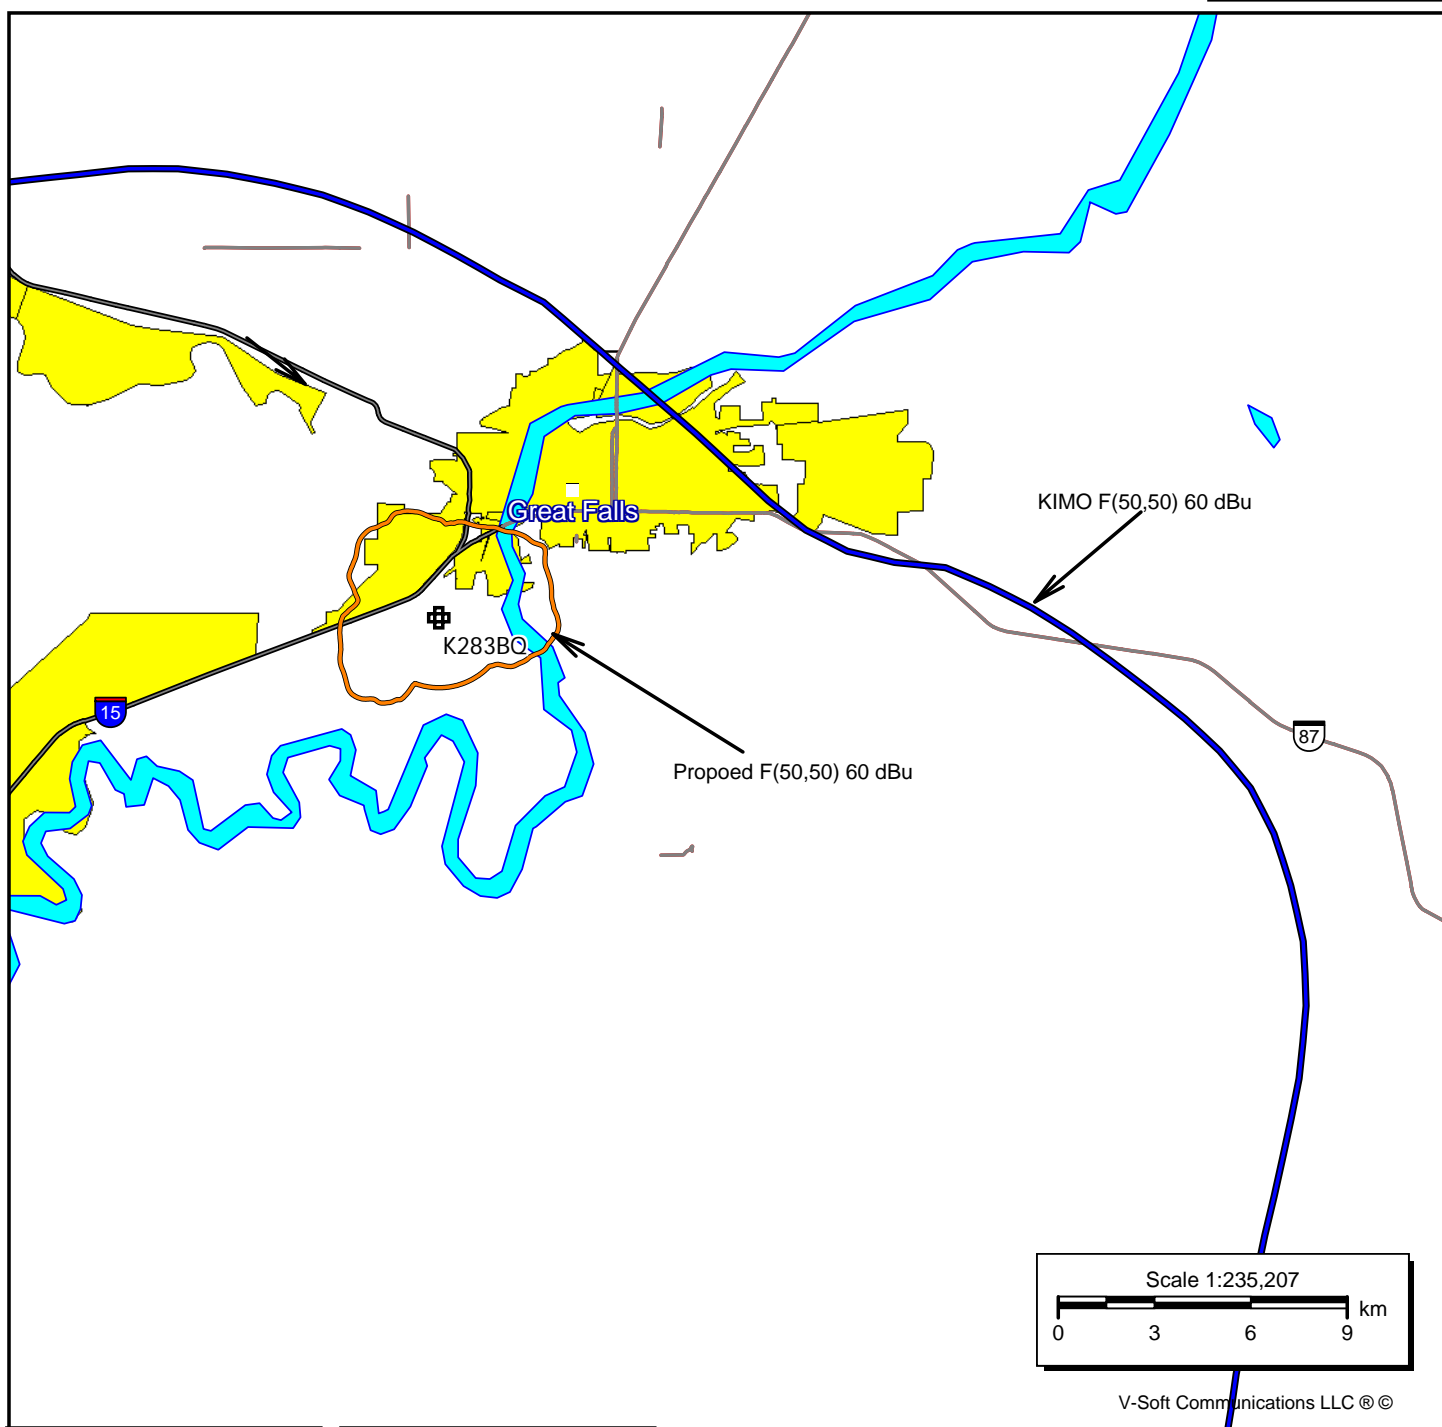 Great Falls
KIMO F(50,50) 60 dBu
K283BQ
15
87
Propoed F(50,50) 60 dBu
Scale 1:235,207
km
0 3 6 9
V-Soft Communications LLC ® ©